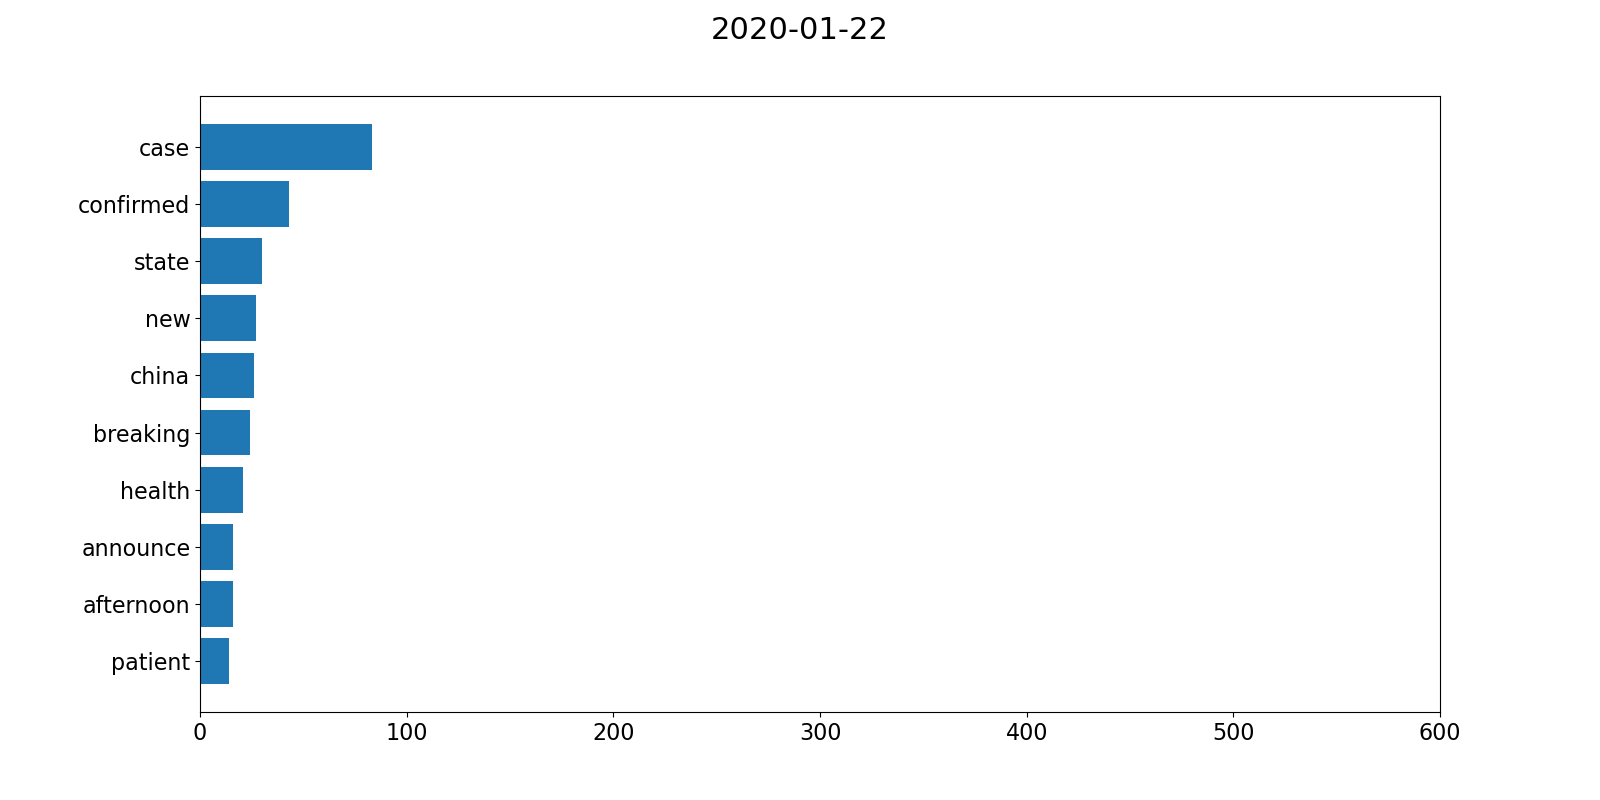 2020-01-22
case
confirmed
state
new
china
breaking
health
announce
afternoon
patient
0 100 200 300 400 500 600